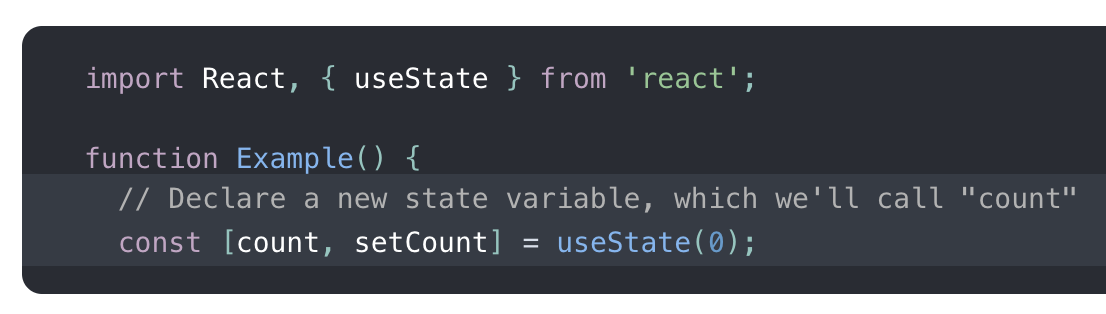 import React, { useState } from 'react';
function Example() {
// Declare a new state variable, which we'll call "count"
const [count, setCount] = useState(0);